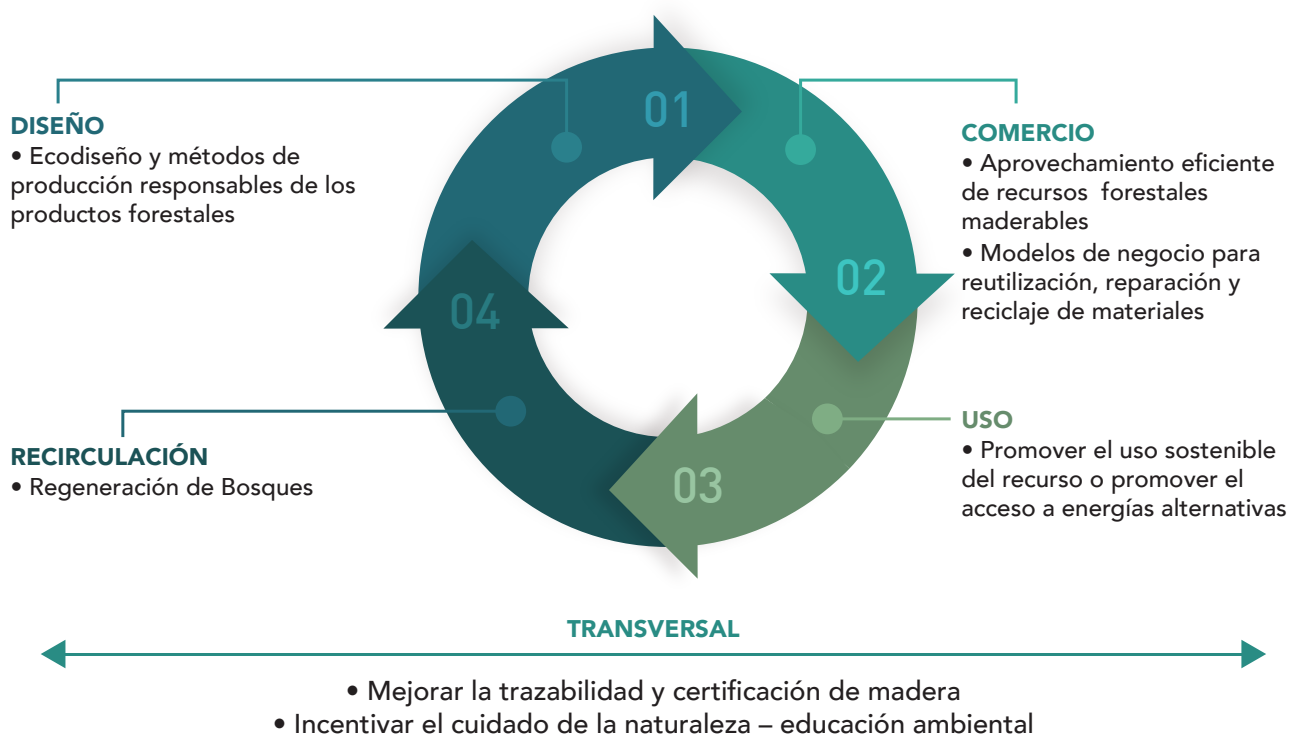 01
DISEÑO
• Ecodiseño y métodos de
producción responsables de los
productos forestales
02
COMERCIO
• Aprovechamiento eficiente
de recursos forestales
maderables
• Modelos de negocio para
reutilización, reparación y
reciclaje de materiales
03
USO
• Promover el uso sostenible
del recurso o promover el
acceso a energías alternativas
04
RECIRCULACIÓN
• Regeneración de Bosques
TRANSVERSAL
• Mejorar la trazabilidad y certificación de madera
• Incentivar el cuidado de la naturaleza – educación ambiental